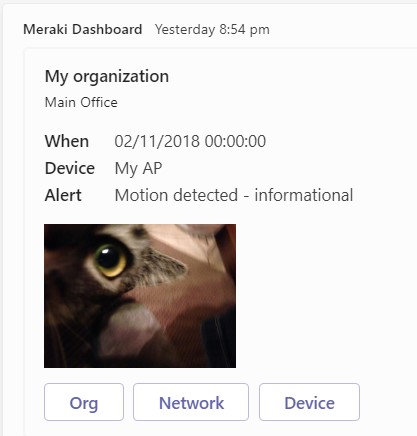 Meraki Dashboard Yesterday 8:54 pm
My organization
Main Office
When 02/11/2018 00:00:00
Device My AP
Alert Motion detected - informational
Org Network Device